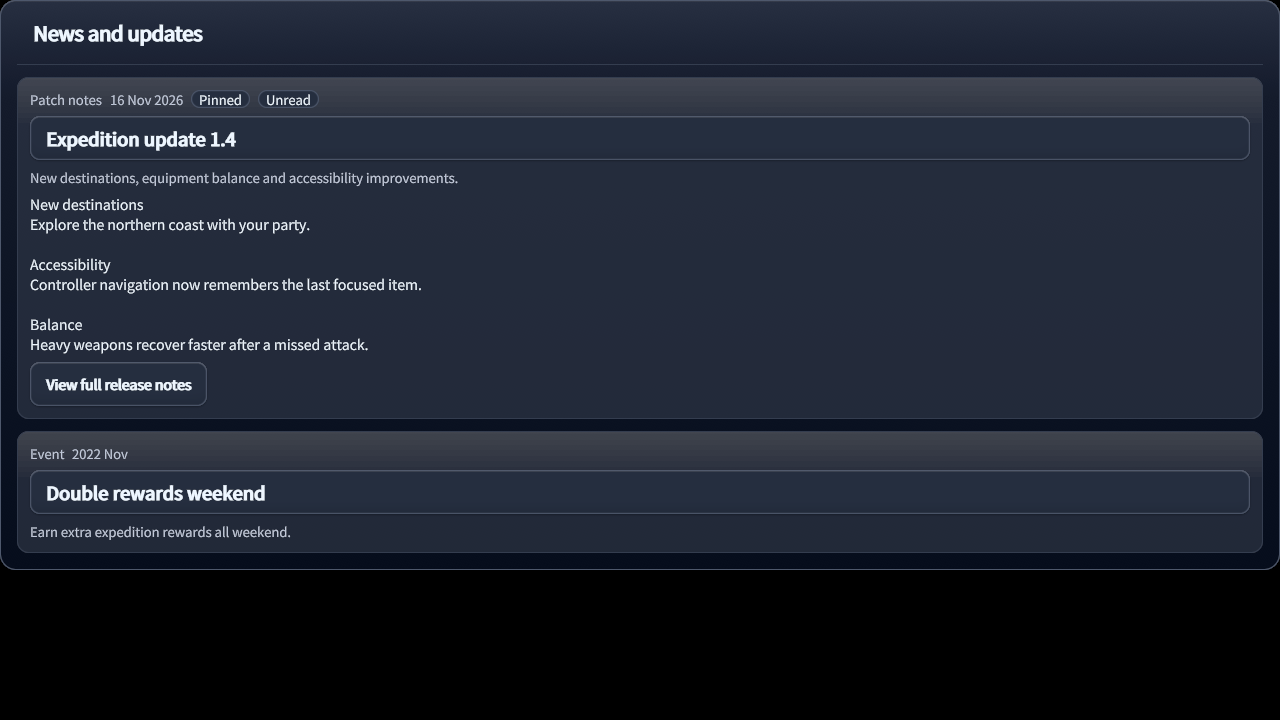 News and updates
Patch notes 16 Nov 2026 Pinned Unread
Expedition update 1.4
New destinations, equipment balance and accessibility improvements.
New destinations
Explore the northern coast with your party.
Accessibility
Controller navigation now remembers the last focused item.
Balance
Heavy weapons recover faster after a missed attack.
View full release notes
Event 2022 Nov
Double rewards weekend
Earn extra expedition rewards all weekend.